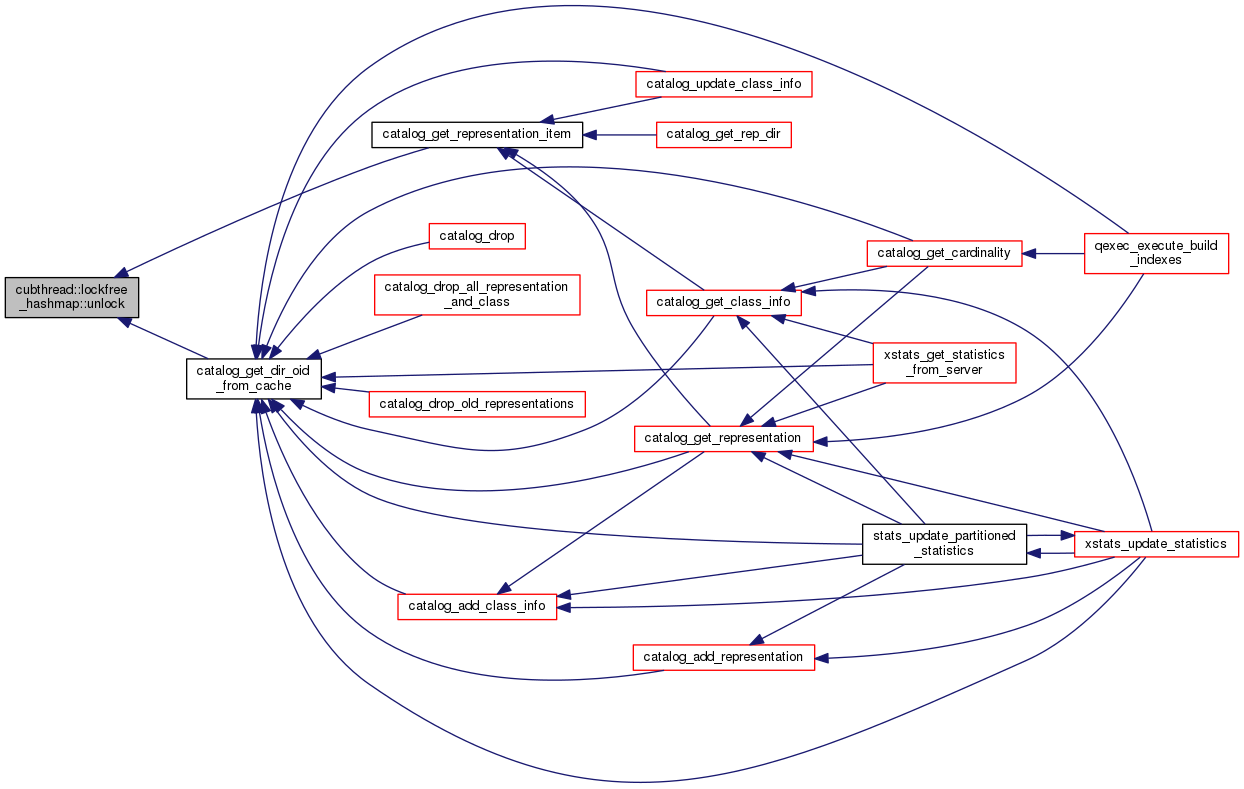 catalog_update_class_info
catalog_get_representation_item
catalog_get_rep_dir
catalog_drop
qexec_execute_build
_indexes
catalog_get_cardinality
cubthread::lockfree
_hashmap::unlock
catalog_drop_all_representation
_and_class
catalog_get_class_info
xstats_get_statistics
_from_server
catalog_get_dir_oid
_from_cache
catalog_drop_old_representations
catalog_get_representation
stats_update_partitioned
_statistics
xstats_update_statistics
catalog_add_class_info
catalog_add_representation